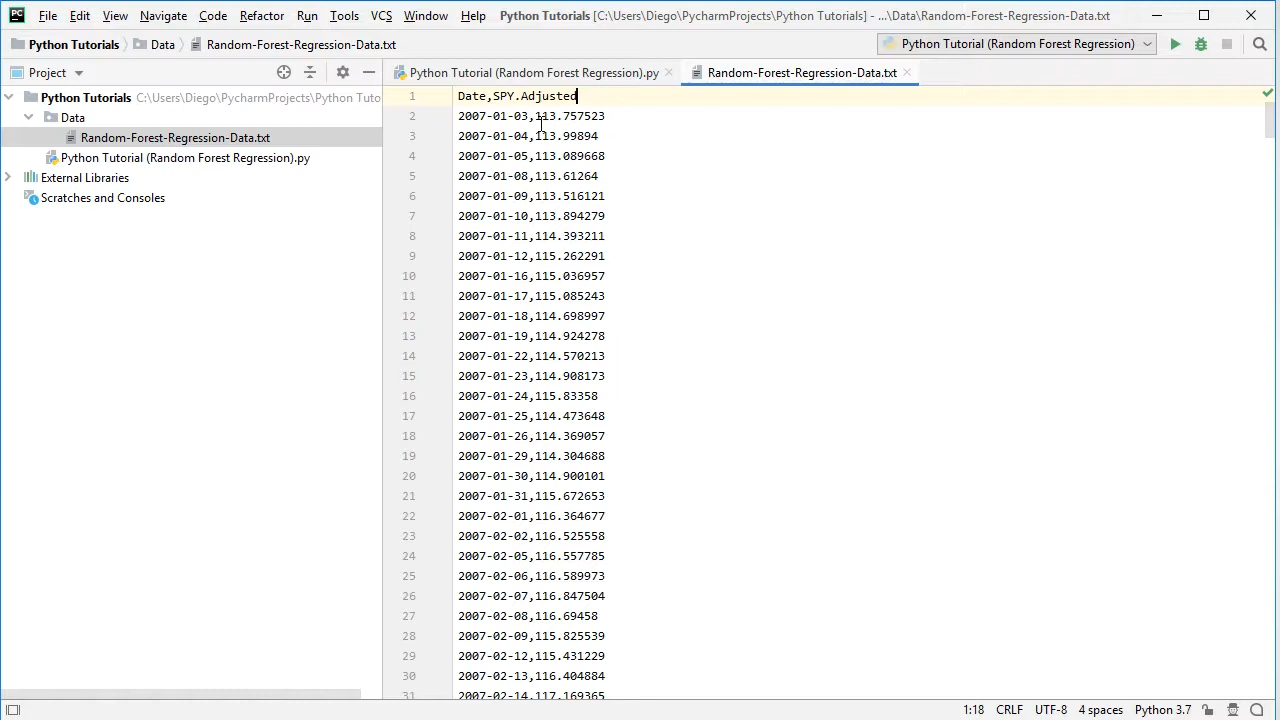 PC File Edit View Navigate Code Refactor Run Tools VCS Window Help Python Tutorials [C:\Users\Diego\PycharmProjects\Python Tutorials] - ...\Data\Random-Forest-Regression-Data.txt
Python Tutorials Data Random-Forest-Regression-Data.txt Python Tutorial (Random Forest Regression)
Project Python Tutorial (Random Forest Regression).py Random-Forest-Regression-Data.txt
Python Tutorials C:\Users\Diego\PycharmProjects\Python Tuto
Data
Random-Forest-Regression-Data.txt
Python Tutorial (Random Forest Regression).py
External Libraries
Scratches and Consoles
1 Date,SPY.Adjusted
2 2007-01-03,113.757523
3 2007-01-04,113.99894
4 2007-01-05,113.089668
5 2007-01-08,113.61264
6 2007-01-09,113.516121
7 2007-01-10,113.894279
8 2007-01-11,114.393211
9 2007-01-12,115.262291
10 2007-01-16,115.036957
11 2007-01-17,115.085243
12 2007-01-18,114.698997
13 2007-01-19,114.924278
14 2007-01-22,114.570213
15 2007-01-23,114.908173
16 2007-01-24,115.83358
17 2007-01-25,114.473648
18 2007-01-26,114.369057
19 2007-01-29,114.304688
20 2007-01-30,114.900101
21 2007-01-31,115.672653
22 2007-02-01,116.364677
23 2007-02-02,116.525558
24 2007-02-05,116.557785
25 2007-02-06,116.589973
26 2007-02-07,116.847504
27 2007-02-08,116.69458
28 2007-02-09,115.825539
29 2007-02-12,115.431229
30 2007-02-13,116.404884
31 2007-02-14,117.169365
1:18 CRLF UTF-8 4 spaces Python 3.7